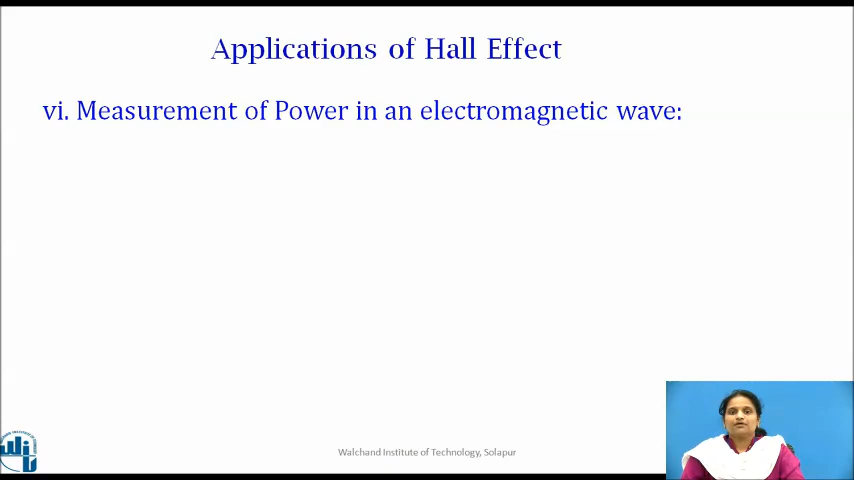 Applications of Hall Effect
vi. Measurement of Power in an electromagnetic wave:
Walchand Institute of Technology, Solapur